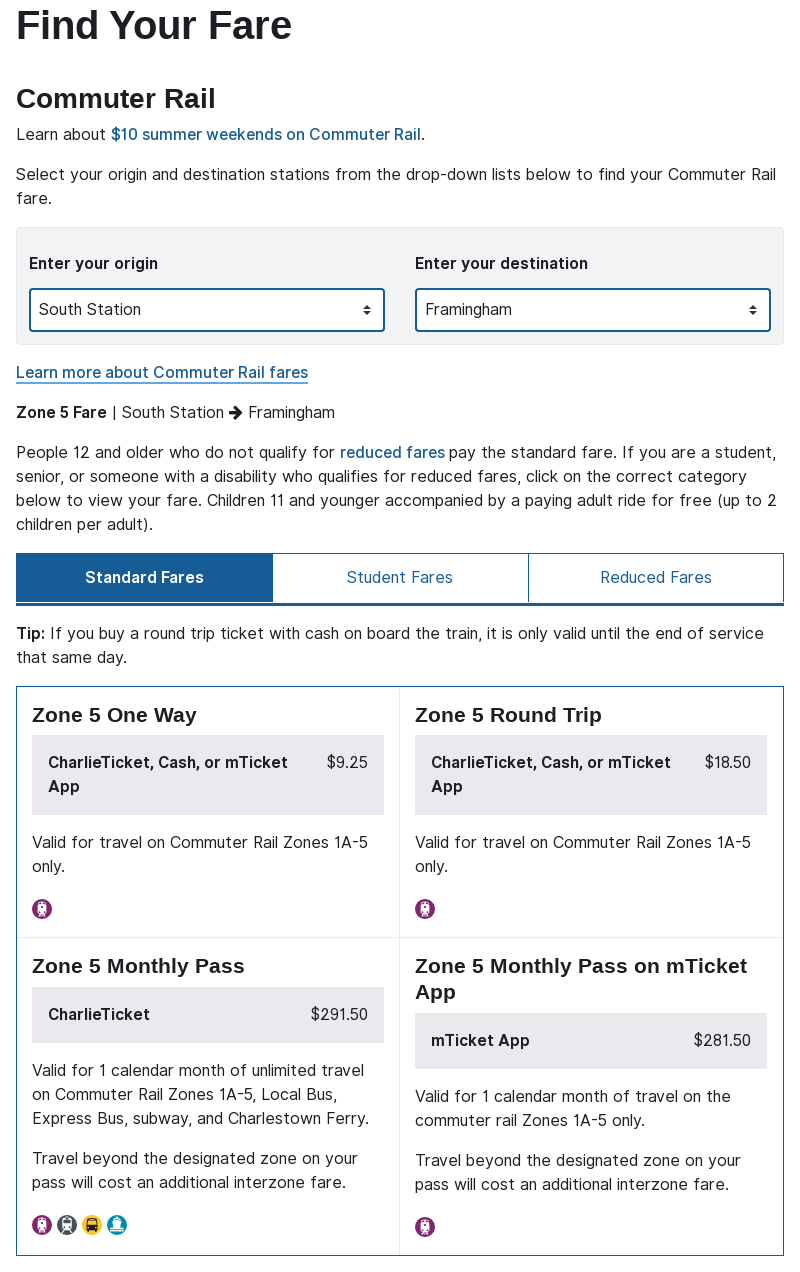 Find Your Fare
Commuter Rail
Learn about $10 summer weekends on Commuter Rail.
Select your origin and destination stations from the drop-down lists below to find your Commuter Rail
fare.
Enter your origin
South Station
Enter your destination
Framingham
Learn more about Commuter Rail fares
Zone 5 Fare | South Station → Framingham
People 12 and older who do not qualify for reduced fares pay the standard fare. If you are a student,
senior, or someone with a disability who qualifies for reduced fares, click on the correct category
below to view your fare. Children 11 and younger accompanied by a paying adult ride for free (up to 2
children per adult).
Standard Fares
Student Fares
Reduced Fares
Tip: If you buy a round trip ticket with cash on board the train, it is only valid until the end of service
that same day.
Zone 5 One Way
CharlieTicket, Cash, or mTicket $9.25
App
Valid for travel on Commuter Rail Zones 1A-5
only.
Zone 5 Round Trip
CharlieTicket, Cash, or mTicket $18.50
App
Valid for travel on Commuter Rail Zones 1A-5
only.
Zone 5 Monthly Pass
CharlieTicket $291.50
Valid for 1 calendar month of unlimited travel
on Commuter Rail Zones 1A-5, Local Bus,
Express Bus, subway, and Charlestown Ferry.
Travel beyond the designated zone on your
pass will cost an additional interzone fare.
Zone 5 Monthly Pass on mTicket
App
mTicket App $281.50
Valid for 1 calendar month of travel on the
commuter rail Zones 1A-5 only.
Travel beyond the designated zone on your
pass will cost an additional interzone fare.